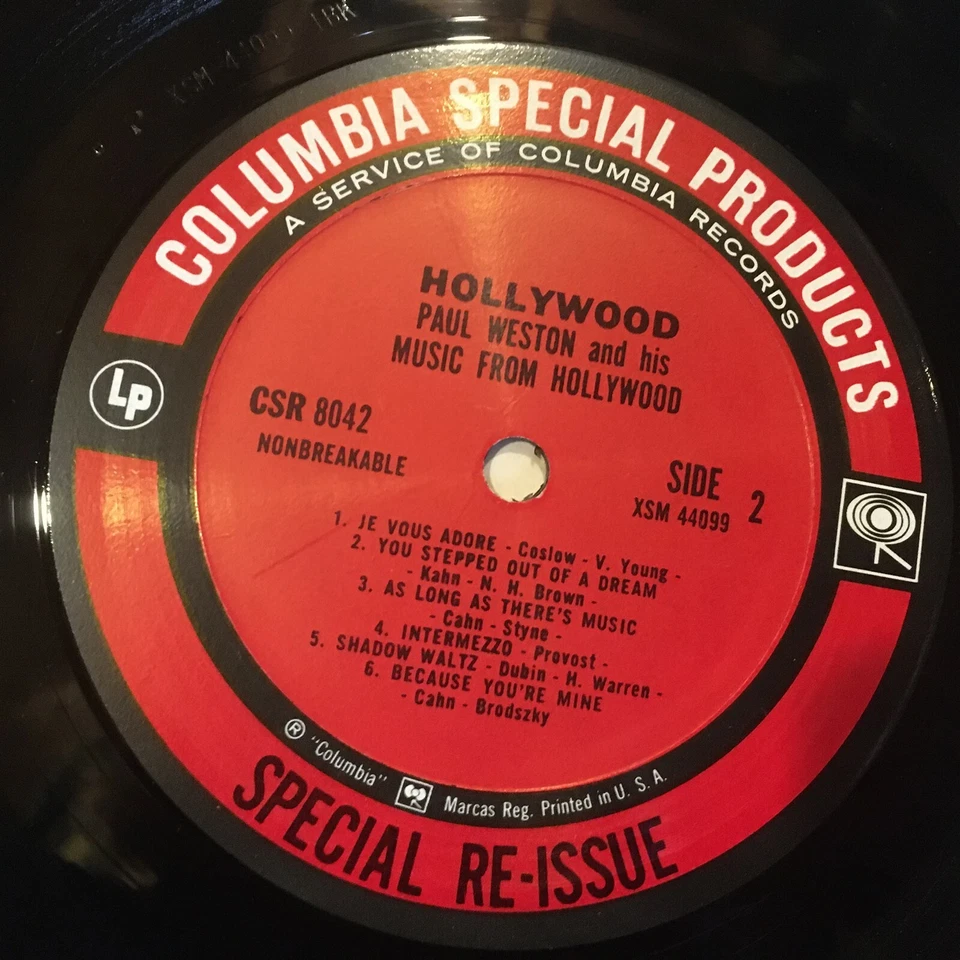 COLUMBIA SPECIAL PRODUCTS
A SERVICE OF COLUMBIA RECORDS
HOLLYWOOD
PAUL WESTON and his
MUSIC FROM HOLLYWOOD
LP
CSR 8042
NONBREAKABLE
SIDE 2
XSM 44099
1. JE VOUS ADORE - Coslow - V. Young -
2. YOU STEPPED OUT OF A DREAM
- Kahn - N. H. Brown -
3. AS LONG AS THERE'S MUSIC
- Cahn - Styne -
4. INTERMEZZO - Provost -
5. SHADOW WALTZ - Dubin - H. Warren -
6. BECAUSE YOU'RE MINE
- Cahn - Brodszky
® "Columbia" Marcas Reg. Printed in U. S. A.
SPECIAL RE-ISSUE